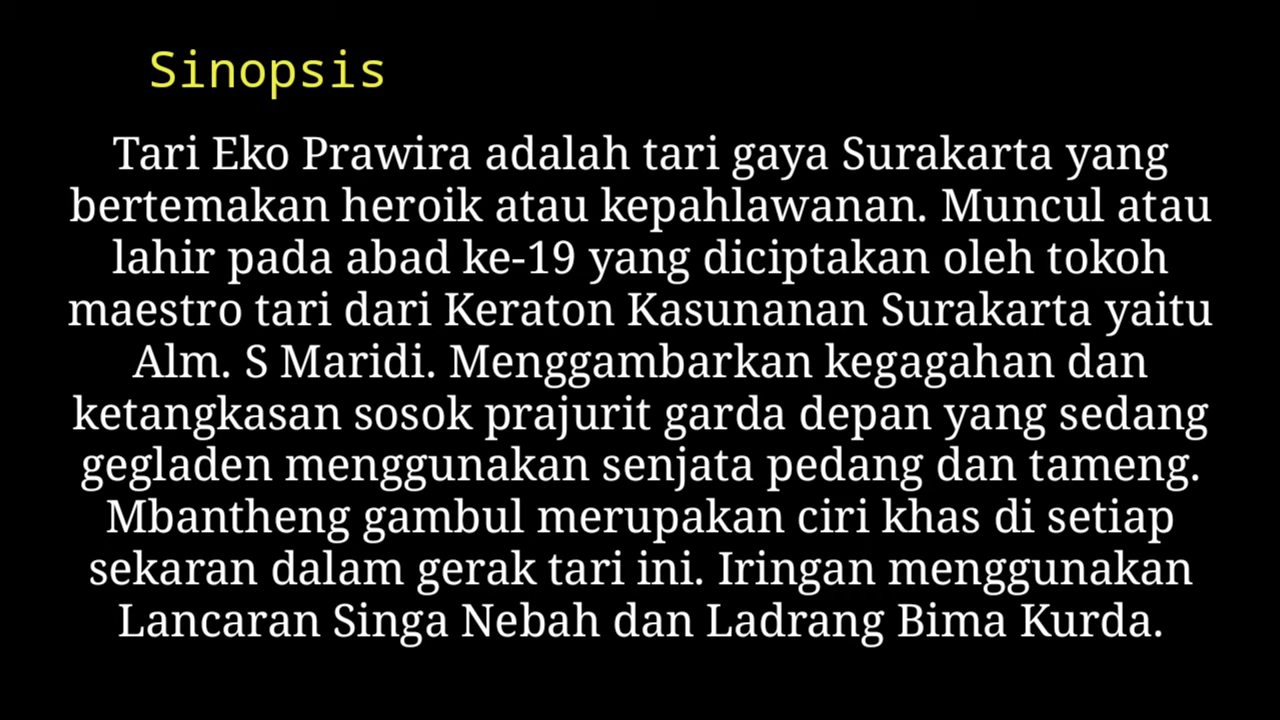 Sinopsis
Tari Eko Prawira adalah tari gaya Surakarta yang
bertemakan heroik atau kepahlawanan. Muncul atau
lahir pada abad ke-19 yang diciptakan oleh tokoh
maestro tari dari Keraton Kasunanan Surakarta yaitu
Alm. S Maridi. Menggambarkan kegagahan dan
ketangkasan sosok prajurit garda depan yang sedang
gegladen menggunakan senjata pedang dan tameng.
Mbantheng gambul merupakan ciri khas di setiap
sekaran dalam gerak tari ini. Iringan menggunakan
Lancaran Singa Nebah dan Ladrang Bima Kurda.